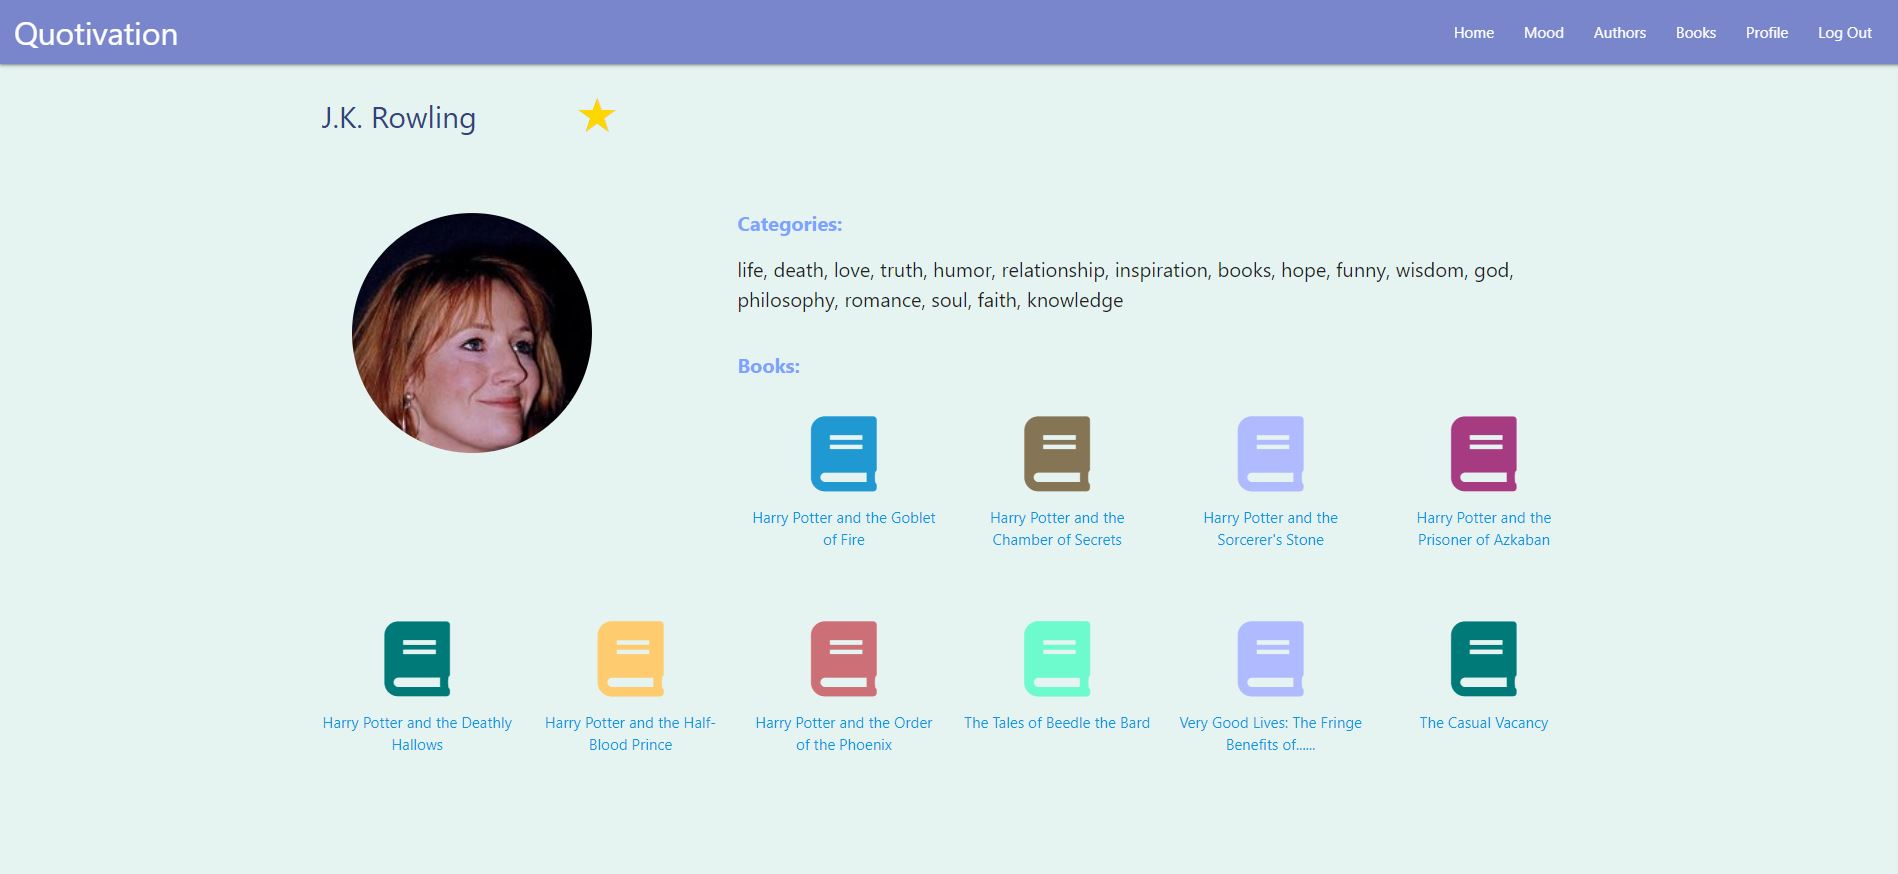 Quotivation
Home Mood Authors Books Profile Log Out
J.K. Rowling
Categories:
life, death, love, truth, humor, relationship, inspiration, books, hope, funny, wisdom, god,
philosophy, romance, soul, faith, knowledge
Books:
Harry Potter and the Goblet
of Fire
Harry Potter and the
Chamber of Secrets
Harry Potter and the
Sorcerer's Stone
Harry Potter and the
Prisoner of Azkaban
Harry Potter and the Deathly
Hallows
Harry Potter and the Half-
Blood Prince
Harry Potter and the Order
of the Phoenix
The Tales of Beedle the Bard
Very Good Lives: The Fringe
Benefits of......
The Casual Vacancy